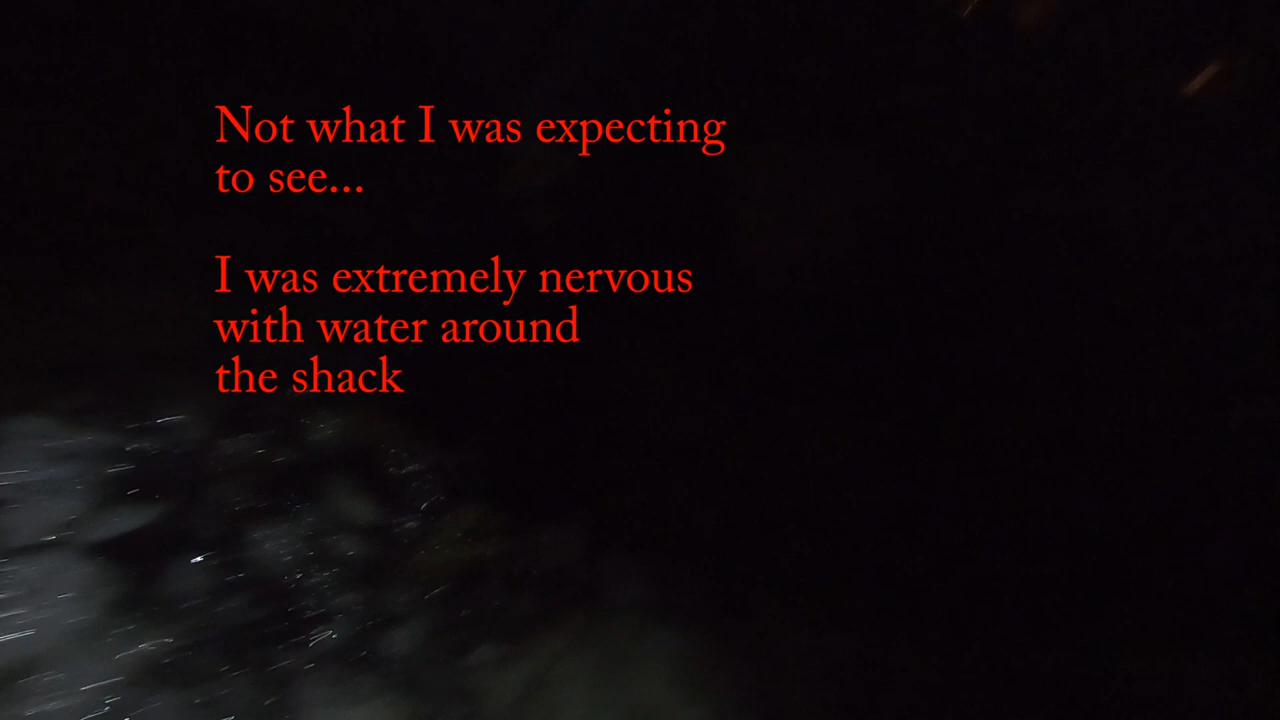 Not what I was expecting
to see...
I was extremely nervous
with water around
the shack